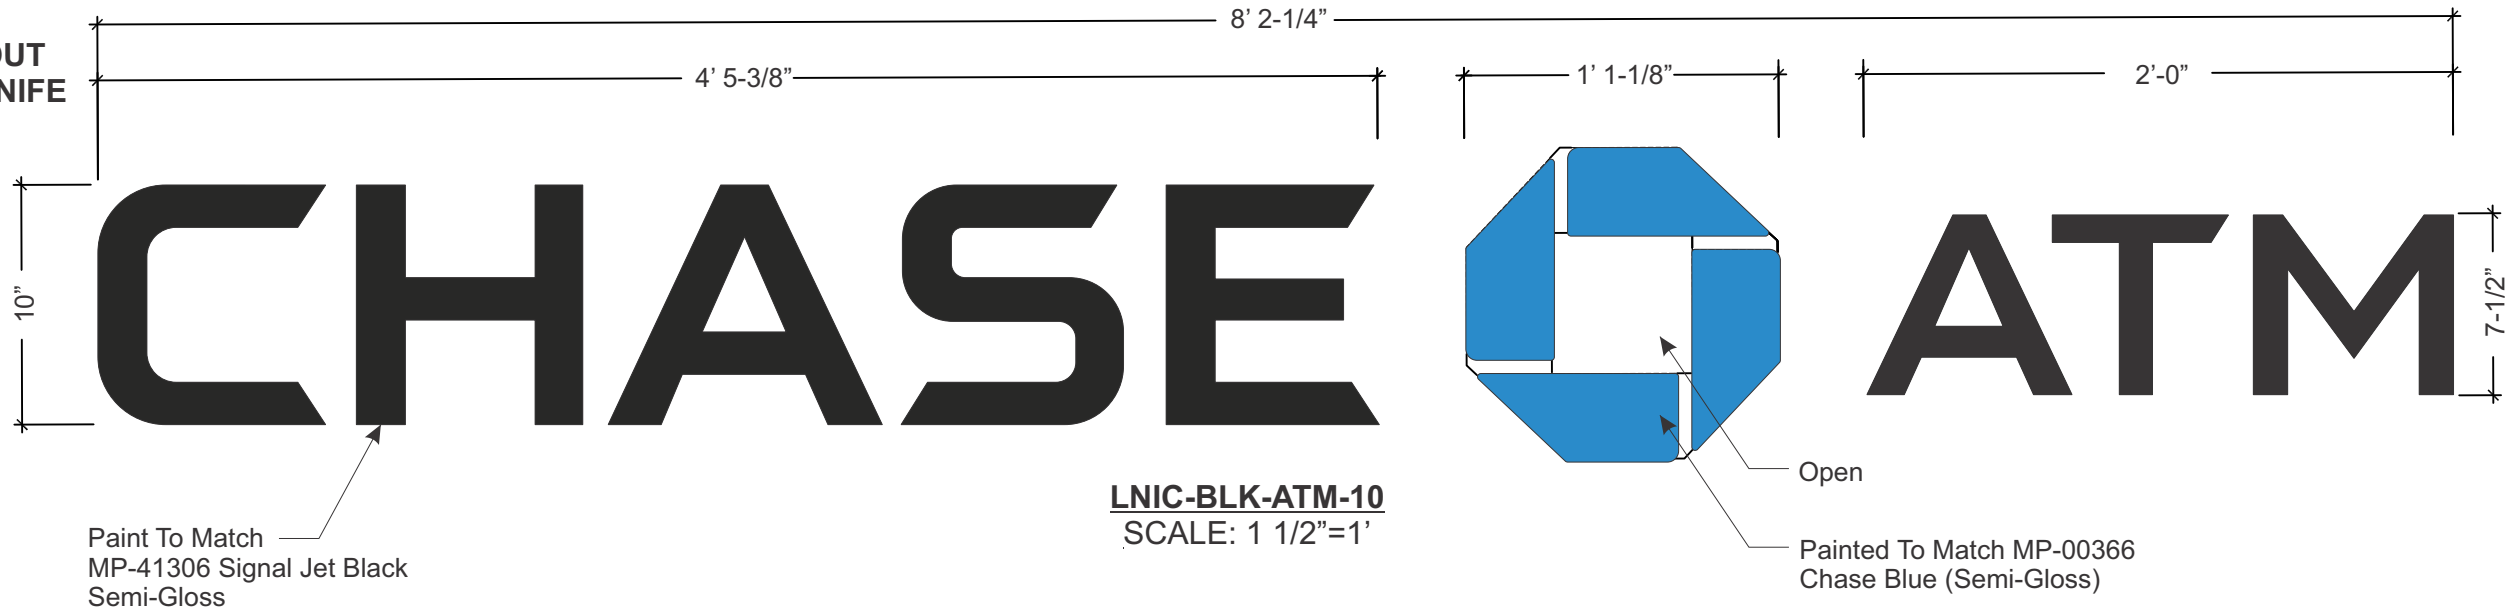 8’ 2-1/4”
4’ 5-3/8”
1’ 1-1/8”
2’-0”
OUT
NIFE
10”
CHASE
ATM
7-1/2”
Open
LNIC-BLK-ATM-10
SCALE: 1 1/2”=1’
Paint To Match
MP-41306 Signal Jet Black
Semi-Gloss
Painted To Match MP-00366
Chase Blue (Semi-Gloss)